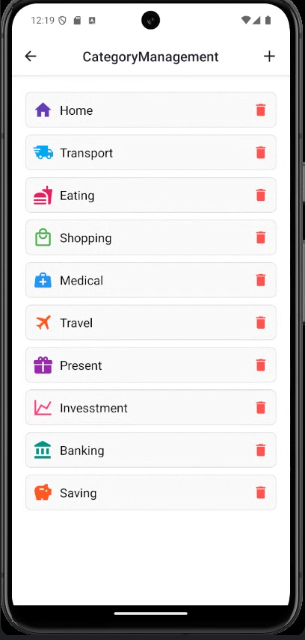 12:19
CategoryManagement
Home
Transport
Eating
Shopping
Medical
Travel
Present
Invesstment
Banking
Saving